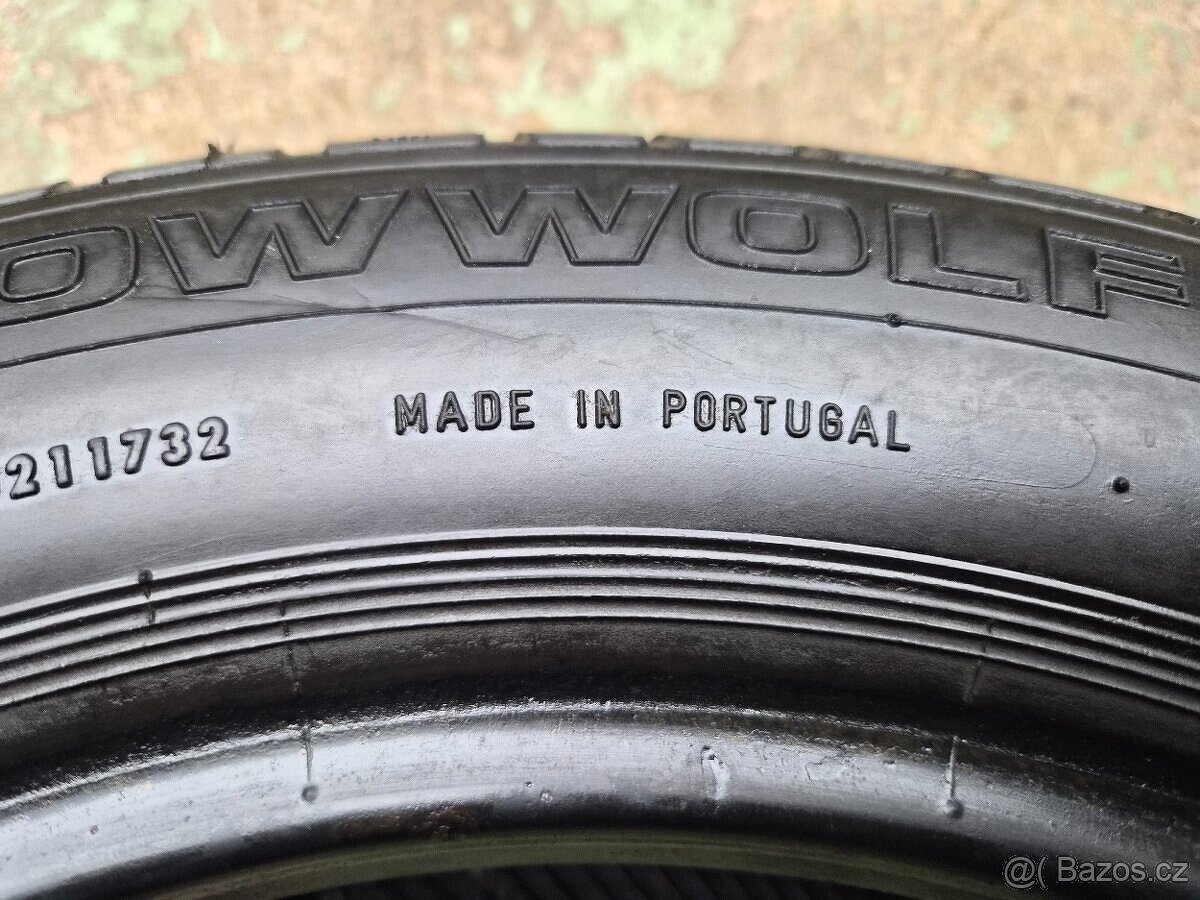 OWWOLF
211732
MADE IN PORTUGAL
@( Bazos.cz